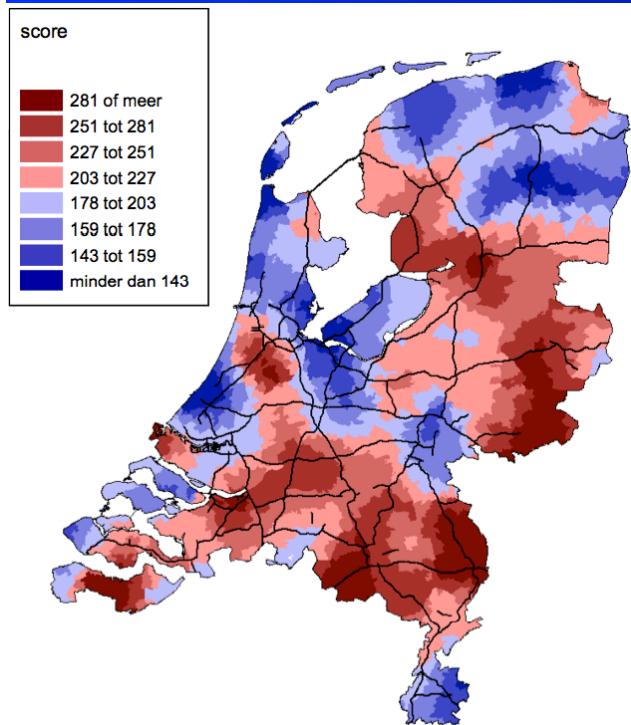 score
281 of meer
251 tot 281
227 tot 251
203 tot 227
178 tot 203
159 tot 178
143 tot 159
minder dan 143